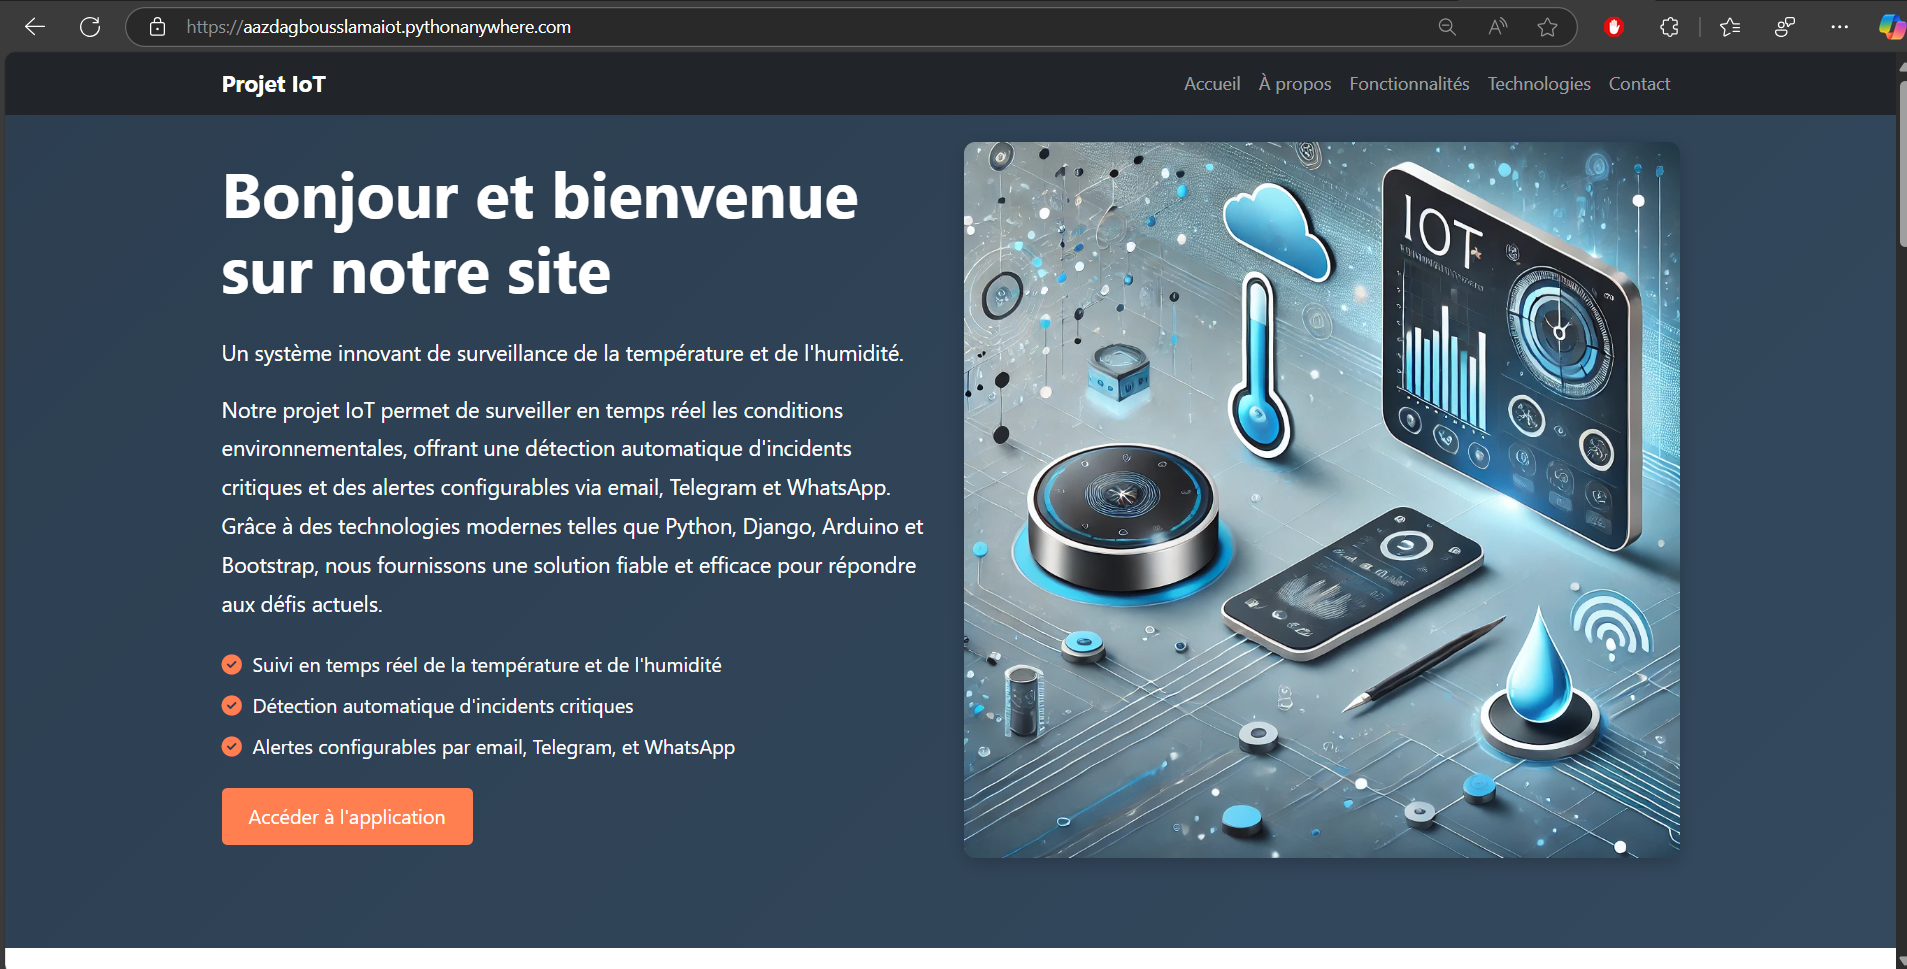 https://aazdagbousslamaiot.pythonanywhere.com
Projet IoT
Accueil À propos Fonctionnalités Technologies Contact
Bonjour et bienvenue
sur notre site
Un système innovant de surveillance de la température et de l'humidité.
Notre projet IoT permet de surveiller en temps réel les conditions
environnementales, offrant une détection automatique d'incidents
critiques et des alertes configurables via email, Telegram et WhatsApp.
Grâce à des technologies modernes telles que Python, Django, Arduino et
Bootstrap, nous fournissons une solution fiable et efficace pour répondre
aux défis actuels.
Suivi en temps réel de la température et de l'humidité
Détection automatique d'incidents critiques
Alertes configurables par email, Telegram, et WhatsApp
Accéder à l'application
IOT